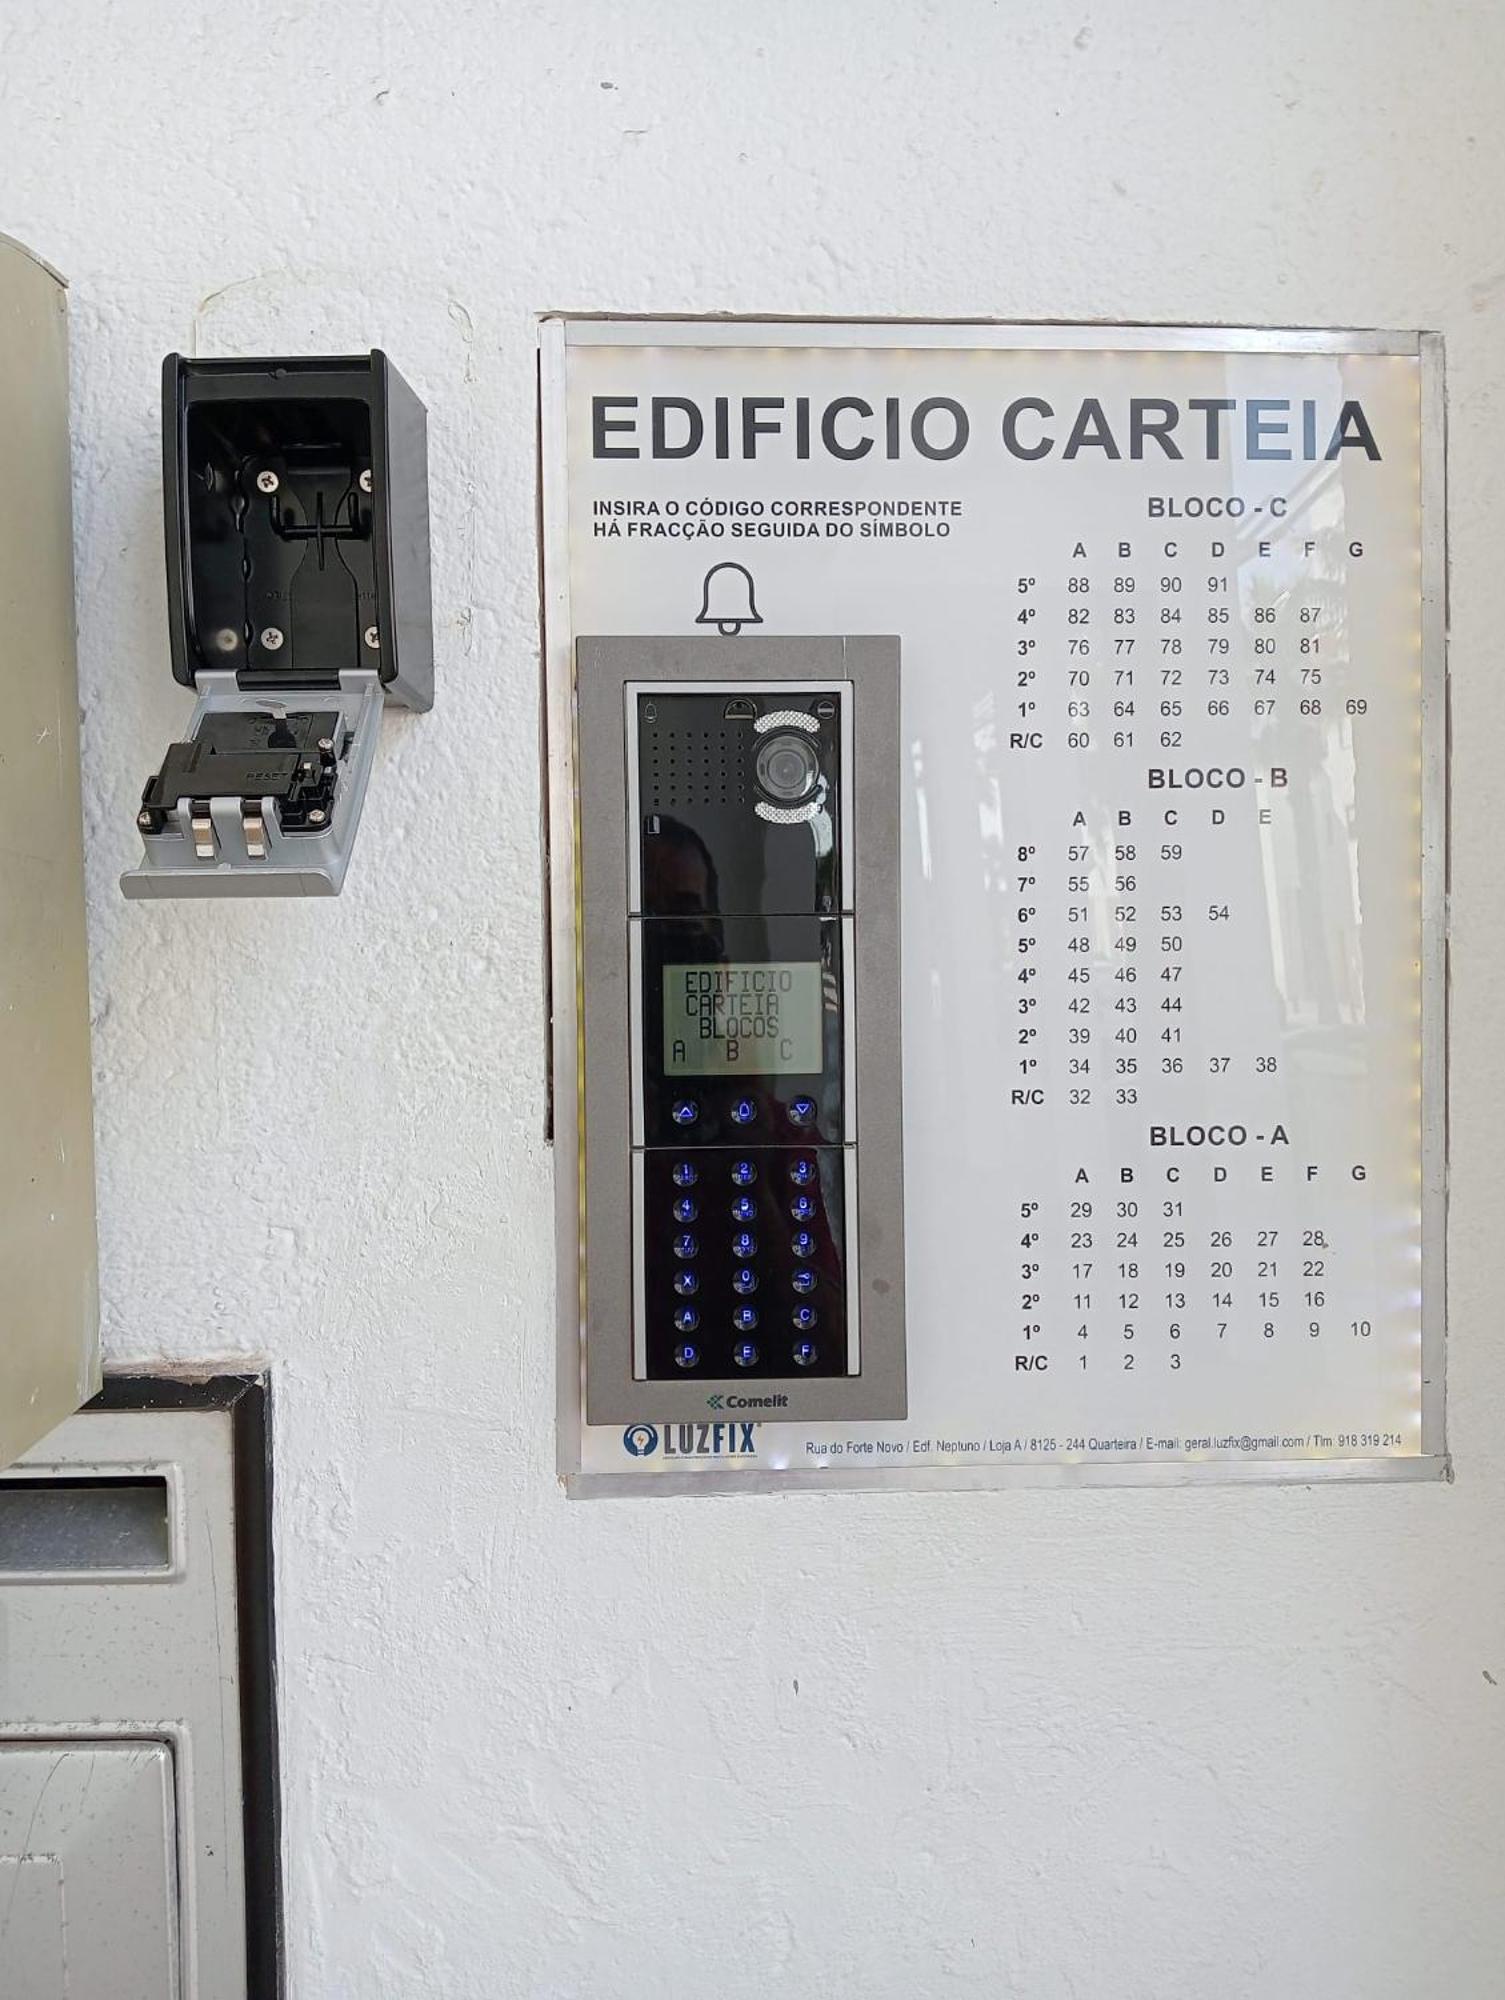 EDIFICIO CARTEIA
INSIRA O CÓDIGO CORRESPONDENTE
HÁ FRACÇÃO SEGUIDA DO SÍMBOLO
BLOCO - C
A B C D E F G
5º 88 89 90 91
4º 82 83 84 85 86 87
3º 76 77 78 79 80 81
2º 70 71 72 73 74 75
1º 63 64 65 66 67 68 69
R/C 60 61 62
BLOCO - B
A B C D E
8º 57 58 59
7º 55 56
6º 51 52 53 54
5º 48 49 50
4º 45 46 47
3º 42 43 44
2º 39 40 41
1º 34 35 36 37 38
R/C 32 33
BLOCO - A
A B C D E F G
5º 29 30 31
4º 23 24 25 26 27 28
3º 17 18 19 20 21 22
2º 11 12 13 14 15 16
1º 4 5 6 7 8 9 10
R/C 1 2 3
RESET
EDIFICIO
CARTEIA
BLOCOS
A B C
1 2 3
4 5 6
7 8 9
X 0
A B C
D E F
Comelit
LUZFIX
Rua do Forte Novo / Edf. Neptuno / Loja A / 8125 - 244 Quarteira / E-mail: geral.luzfix@gmail.com / Tlm 918 319 214